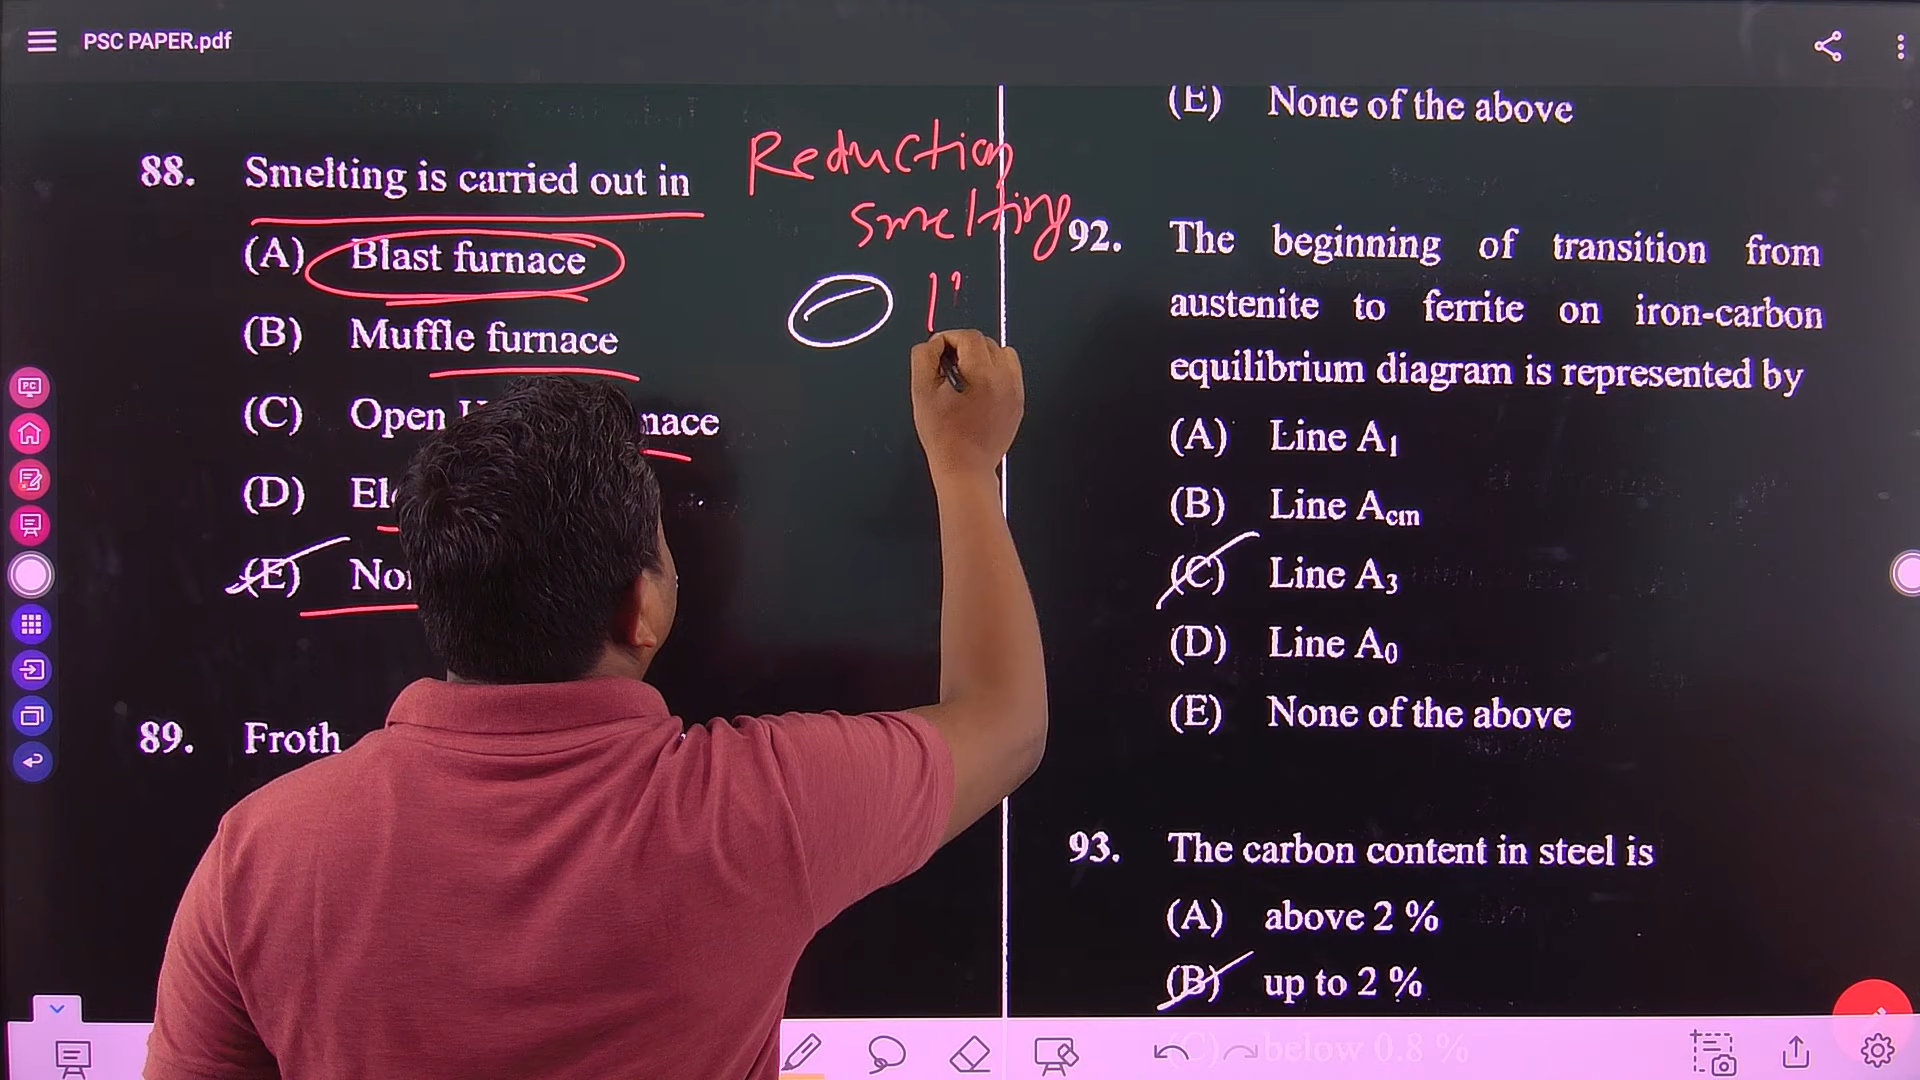 PSC PAPER.pdf
88. Smelting is carried out in
(A) Blast furnace
(B) Muffle furnace
(C) Open
(D)
(E)
89. Froth
Reduction
smelting
(E) None of the above
92. The beginning of transition from
austenite to ferrite on iron-carbon
equilibrium diagram is represented by
(A) Line A₁
(B) Line Acm
(C) Line A₃
(D) Line A₀
(E) None of the above
93. The carbon content in steel is
(A) above 2 %
(B) up to 2 %
(C) below 0.8 %